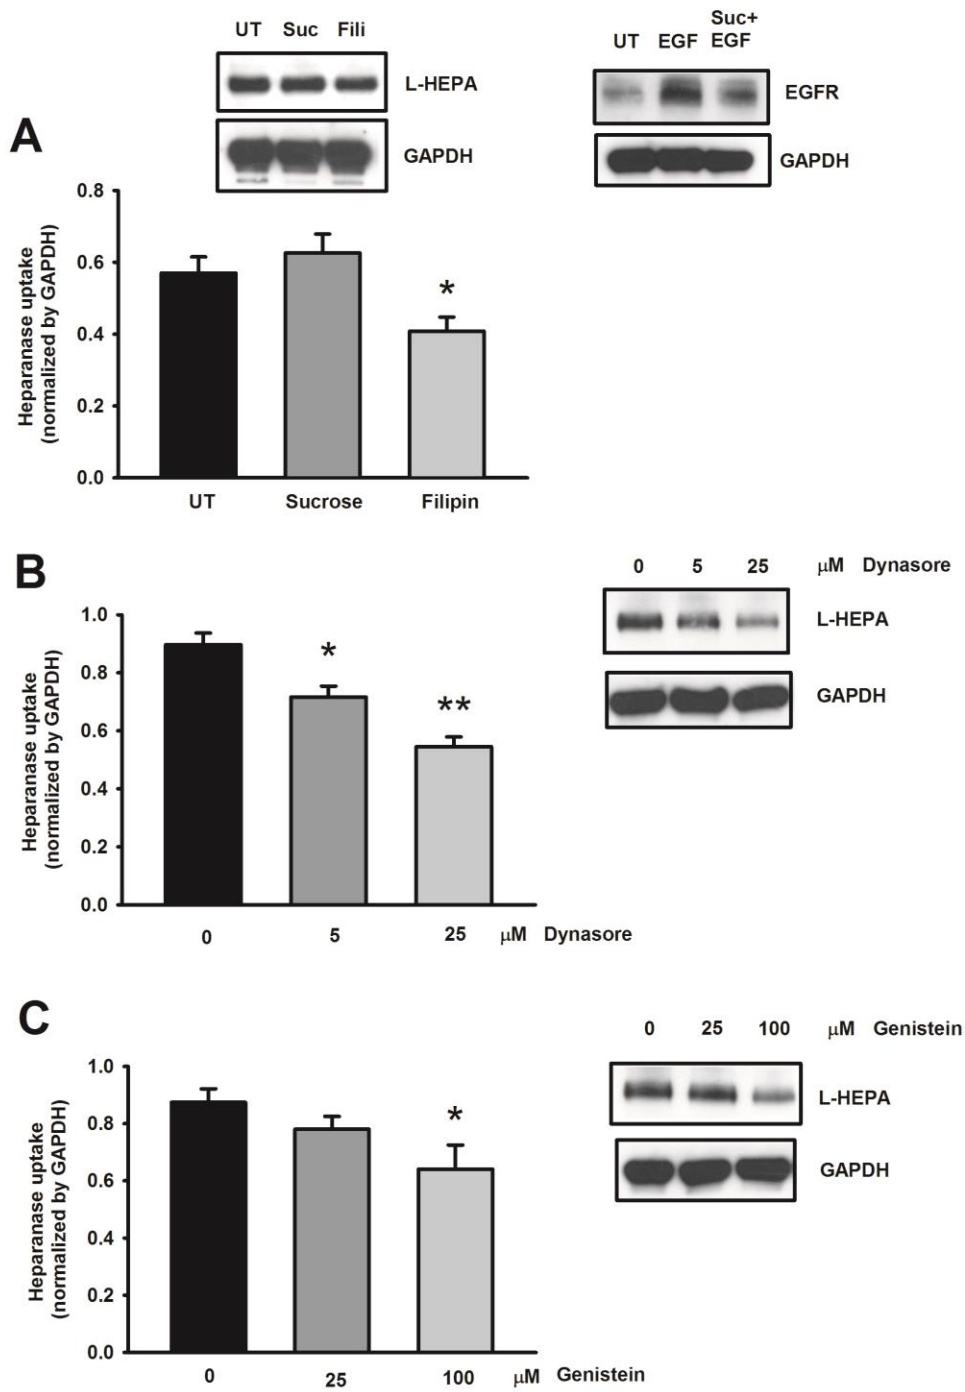 UT Suc Fili
L-HEPA
GAPDH
UT EGF Suc+
EGF
EGFR
GAPDH
A
Heparanase uptake
(normalized by GAPDH)
0.8
0.6
0.4
0.2
0.0
*
UT Sucrose Filipin
B
Heparanase uptake
(normalized by GAPDH)
1.0
0.8
0.6
0.4
0.2
0.0
*
**
0 5 25 μM Dynasore
0 5 25 μM Dynasore
L-HEPA
GAPDH
C
Heparanase uptake
(normalized by GAPDH)
1.0
0.8
0.6
0.4
0.2
0.0
*
0 25 100 μM Genistein
0 25 100 μM Genistein
L-HEPA
GAPDH